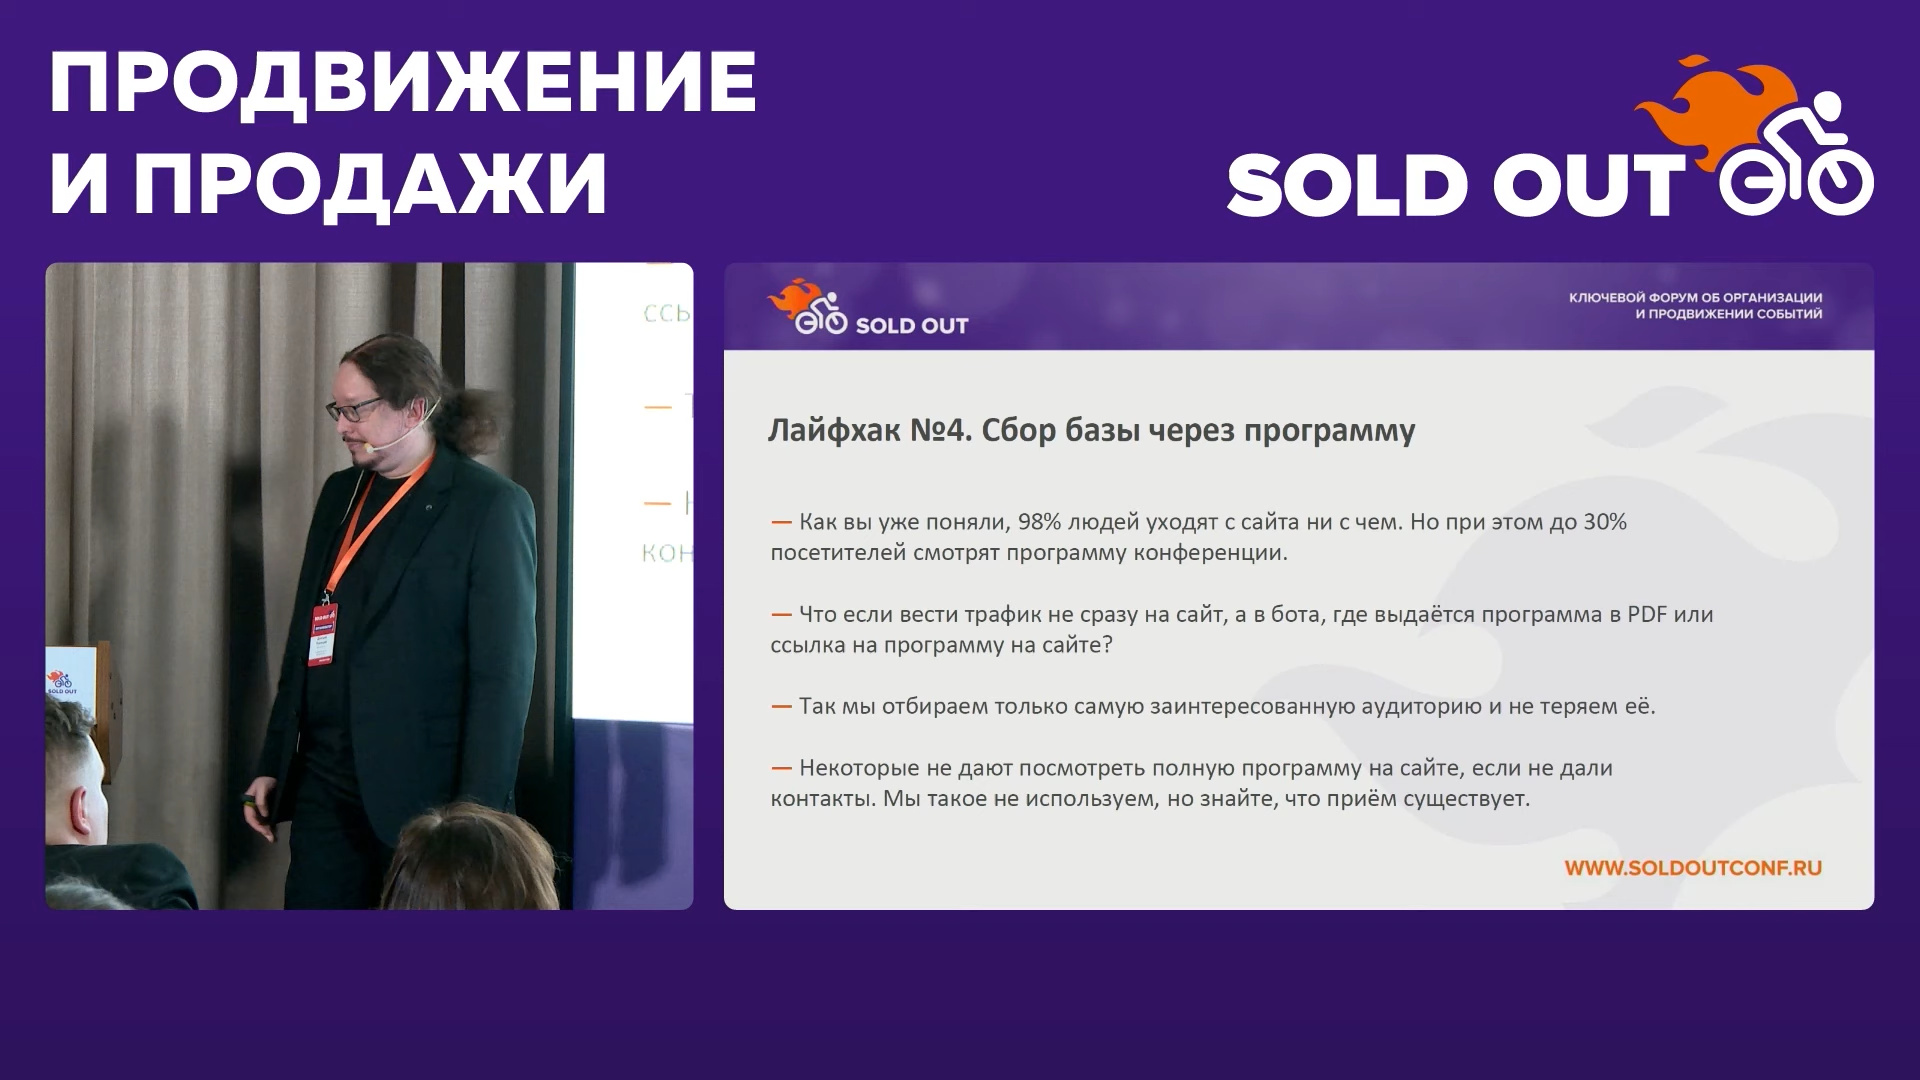 ПРОДВИЖЕНИЕ
И ПРОДАЖИ
SOLD OUT
ссы
—
—
кон
SOLD OUT
SOLD OUT
КЛЮЧЕВОЙ ФОРУМ ОБ ОРГАНИЗАЦИИ
И ПРОДВИЖЕНИИ СОБЫТИЙ
Лайфхак №4. Сбор базы через программу
— Как вы уже поняли, 98% людей уходят с сайта ни с чем. Но при этом до 30%
посетителей смотрят программу конференции.
— Что если вести трафик не сразу на сайт, а в бота, где выдаётся программа в PDF или
ссылка на программу на сайте?
— Так мы отбираем только самую заинтересованную аудиторию и не теряем её.
— Некоторые не дают посмотреть полную программу на сайте, если не дали
контакты. Мы такое не используем, но знайте, что приём существует.
WWW.SOLDOUTCONF.RU